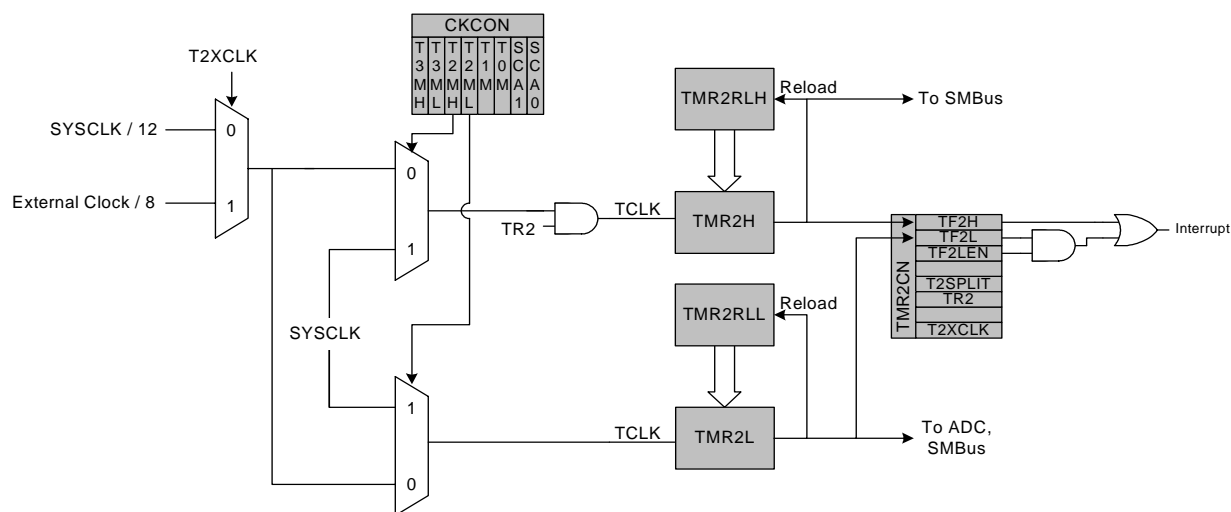 CKCON
T3MH
T3ML
T2MH
T2ML
T1M
T0M
SCA1
SCA0
T2XCLK
0
SYSCLK / 12
External Clock / 8
1
0
1
TR2
TCLK
TMR2RLH
Reload
To SMBus
TMR2H
TMR2CN
TF2H
TF2L
TF2LEN
T2SPLIT
TR2
T2XCLK
Interrupt
SYSCLK
TMR2RLL
Reload
1
0
TCLK
TMR2L
To ADC,
SMBus